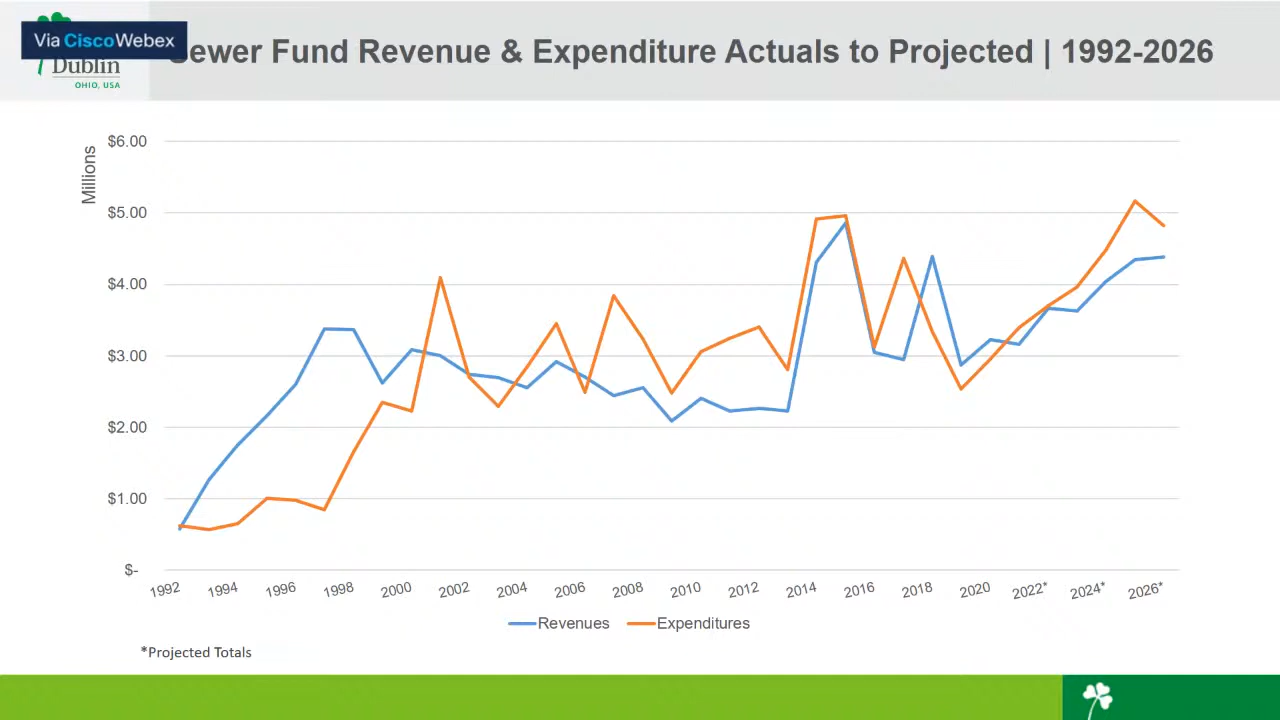 Via Cisco Webex
Dublin
OHIO, USA
Sewer Fund Revenue & Expenditure Actuals to Projected | 1992-2026
Millions
$6.00
$5.00
$4.00
$3.00
$2.00
$1.00
$-
1992 1994 1996 1998 2000 2002 2004 2006 2008 2010 2012 2014 2016 2018 2020 2022* 2024* 2026*
Revenues Expenditures
*Projected Totals